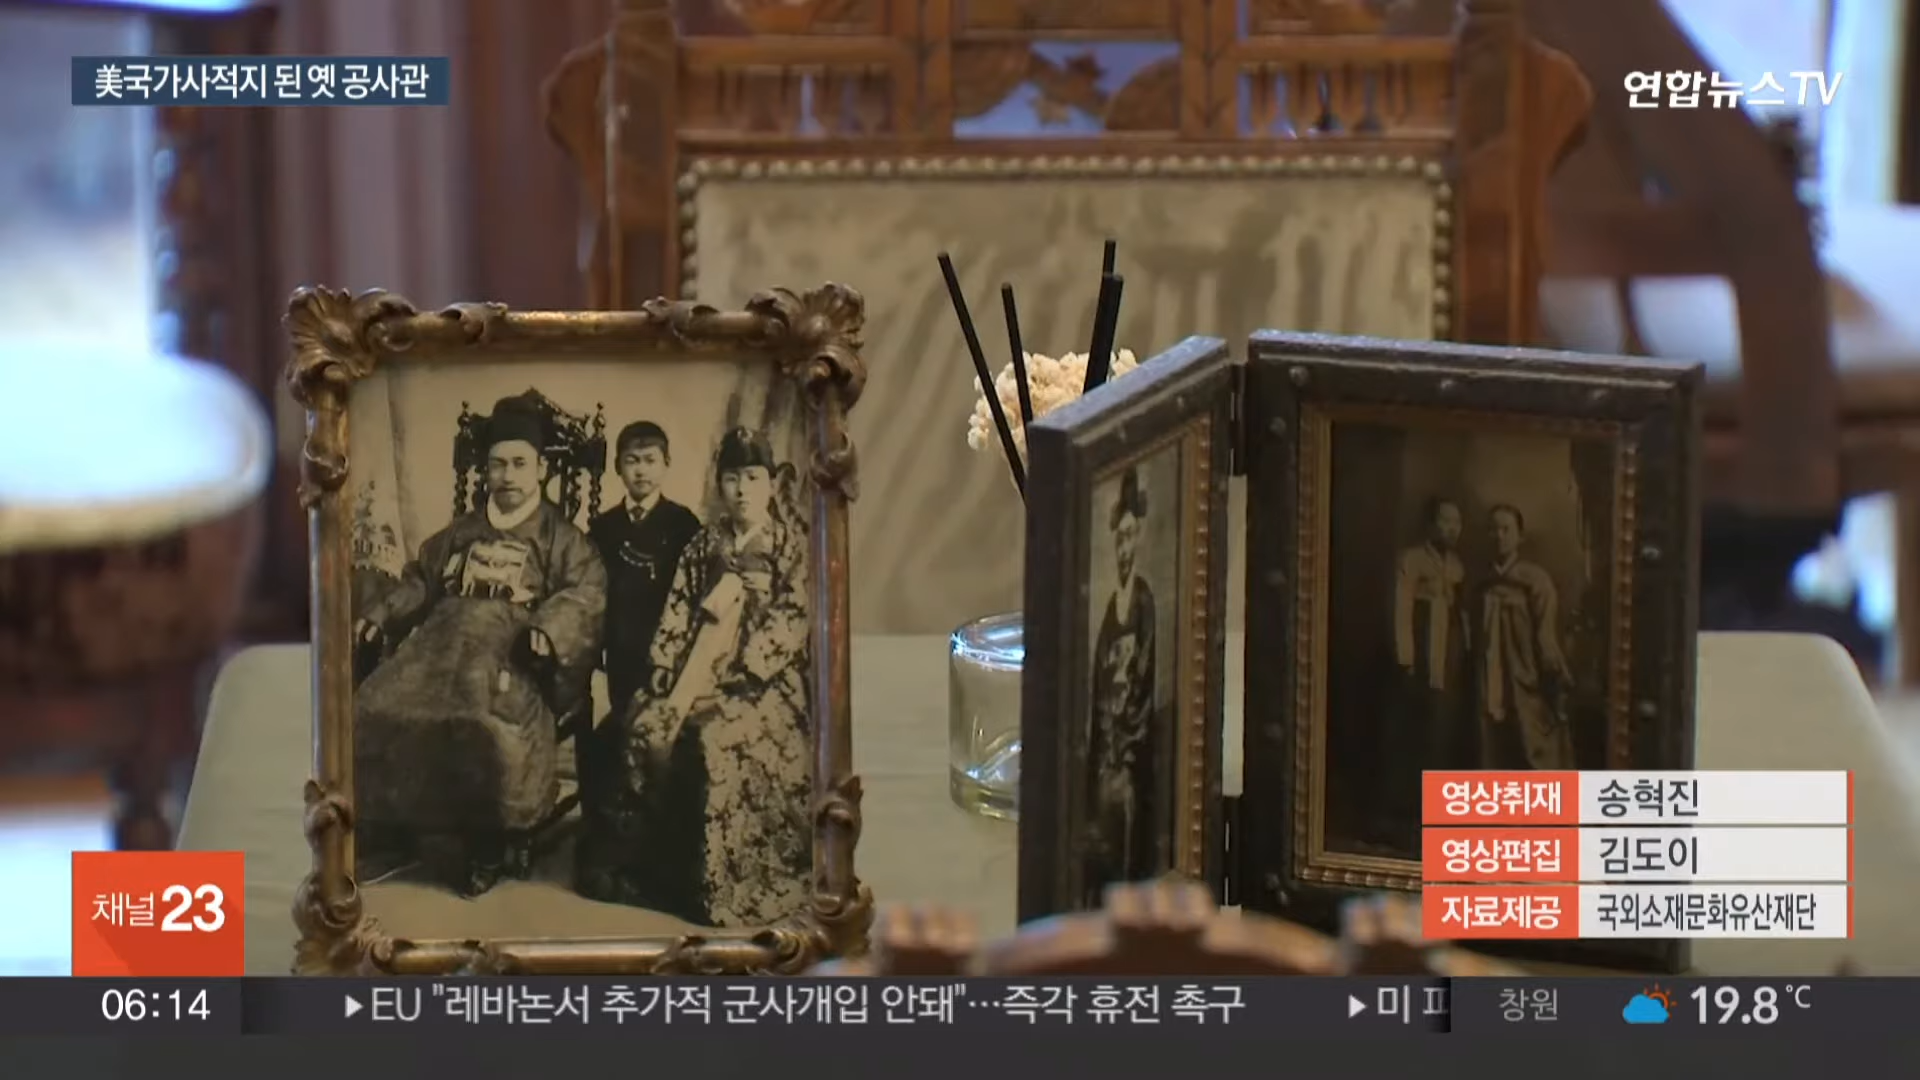 美국가사적지 된 옛 공사관
연합뉴스TV
영상취재 송혁진
영상편집 김도이
자료제공 국외소재문화유산재단
채널 23
06:14 ▶EU "레바논서 추가적 군사개입 안돼"…즉각 휴전 촉구 ▶미 창원 19.8℃